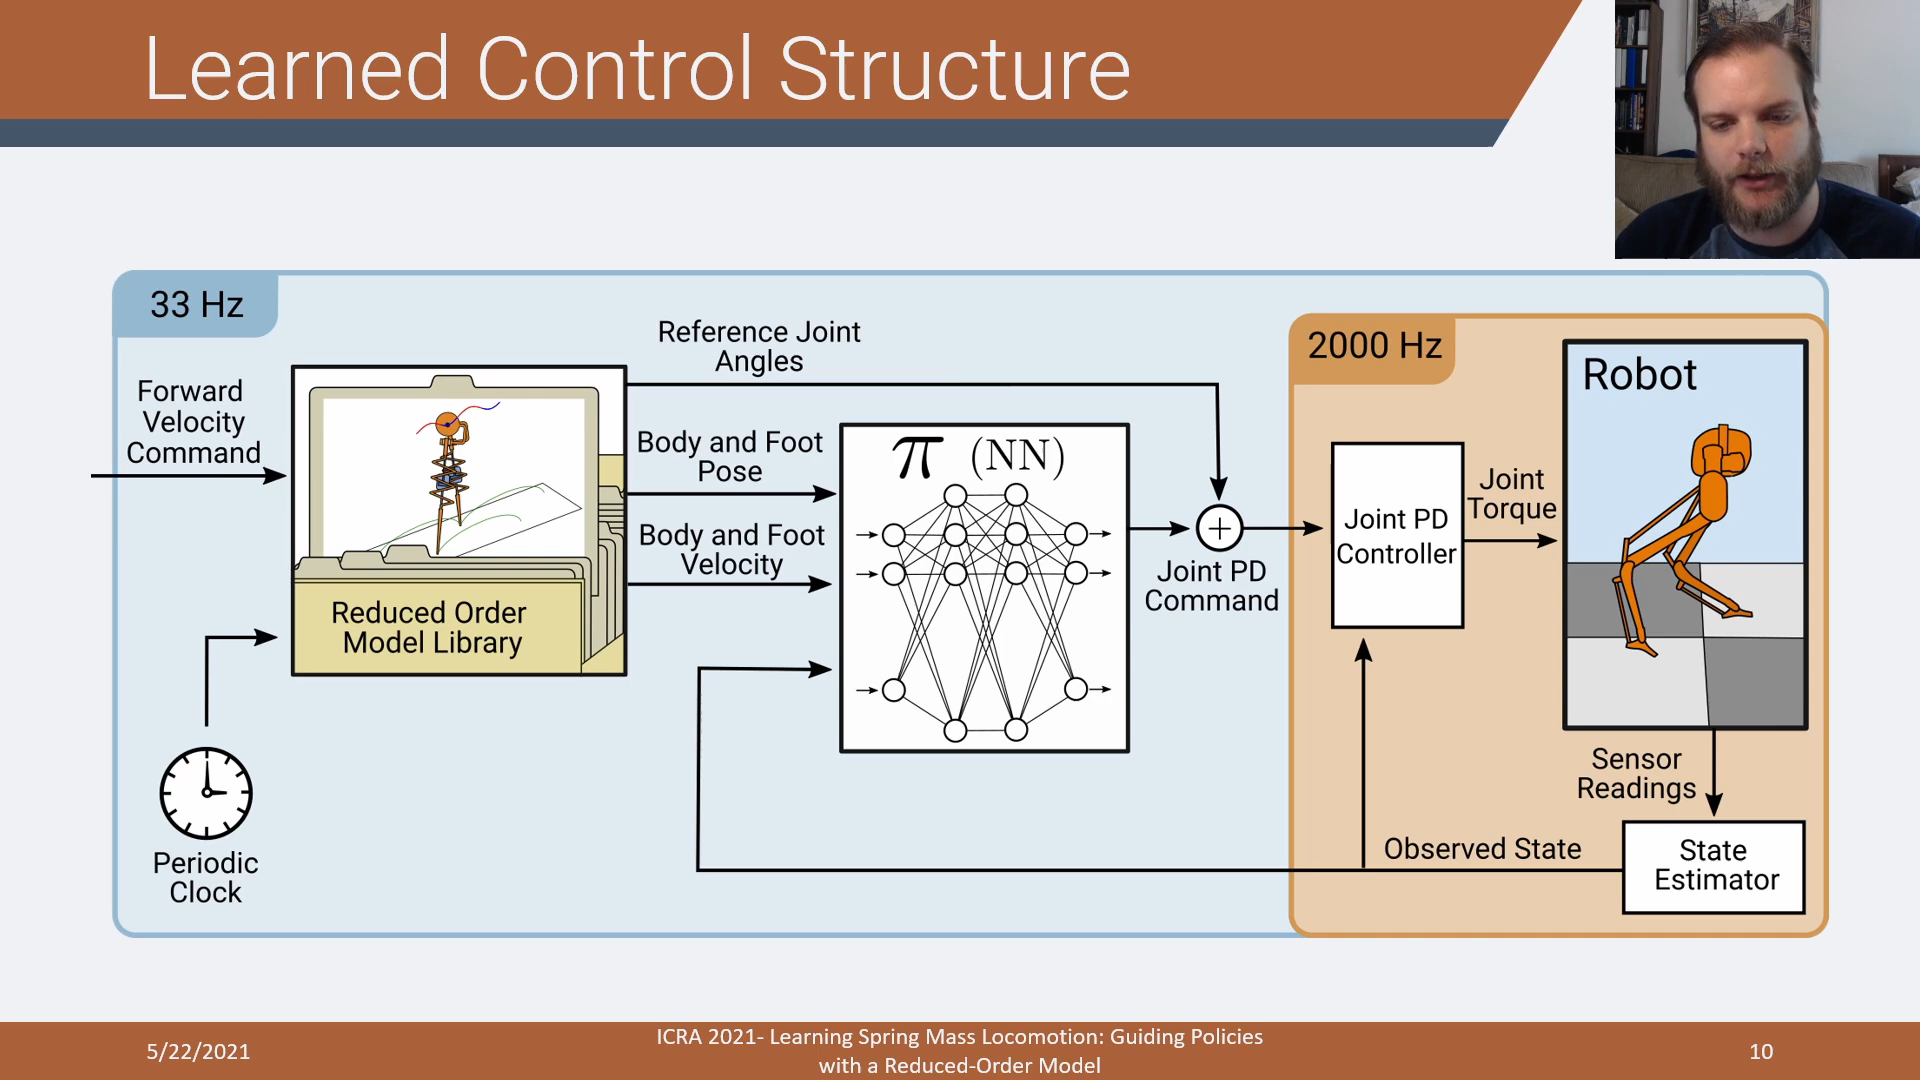 Learned Control Structure
33 Hz
Forward
Velocity
Command
Reference Joint
Angles
Body and Foot
Pose
Body and Foot
Velocity
Reduced Order
Model Library
Periodic
Clock
π (NN)
Joint PD
Command
2000 Hz
Joint PD
Controller
Joint
Torque
Robot
Sensor
Readings
Observed State
State
Estimator
5/22/2021
ICRA 2021- Learning Spring Mass Locomotion: Guiding Policies
with a Reduced-Order Model
10